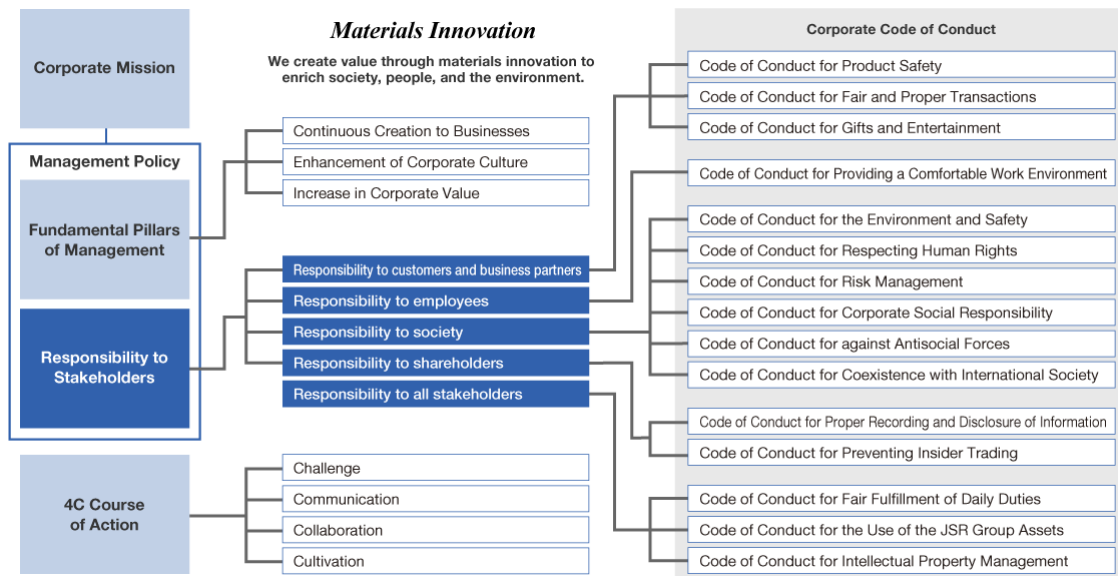 Corporate Mission
Materials Innovation
We create value through materials innovation to
enrich society, people, and the environment.
Management Policy
Fundamental Pillars
of Management
Continuous Creation to Businesses
Enhancement of Corporate Culture
Increase in Corporate Value
Responsibility to
Stakeholders
Responsibility to customers and business partners
Responsibility to employees
Responsibility to society
Responsibility to shareholders
Responsibility to all stakeholders
4C Course
of Action
Challenge
Communication
Collaboration
Cultivation
Corporate Code of Conduct
Code of Conduct for Product Safety
Code of Conduct for Fair and Proper Transactions
Code of Conduct for Gifts and Entertainment
Code of Conduct for Providing a Comfortable Work Environment
Code of Conduct for the Environment and Safety
Code of Conduct for Respecting Human Rights
Code of Conduct for Risk Management
Code of Conduct for Corporate Social Responsibility
Code of Conduct for against Antisocial Forces
Code of Conduct for Coexistence with International Society
Code of Conduct for Proper Recording and Disclosure of Information
Code of Conduct for Preventing Insider Trading
Code of Conduct for Fair Fulfillment of Daily Duties
Code of Conduct for the Use of the JSR Group Assets
Code of Conduct for Intellectual Property Management